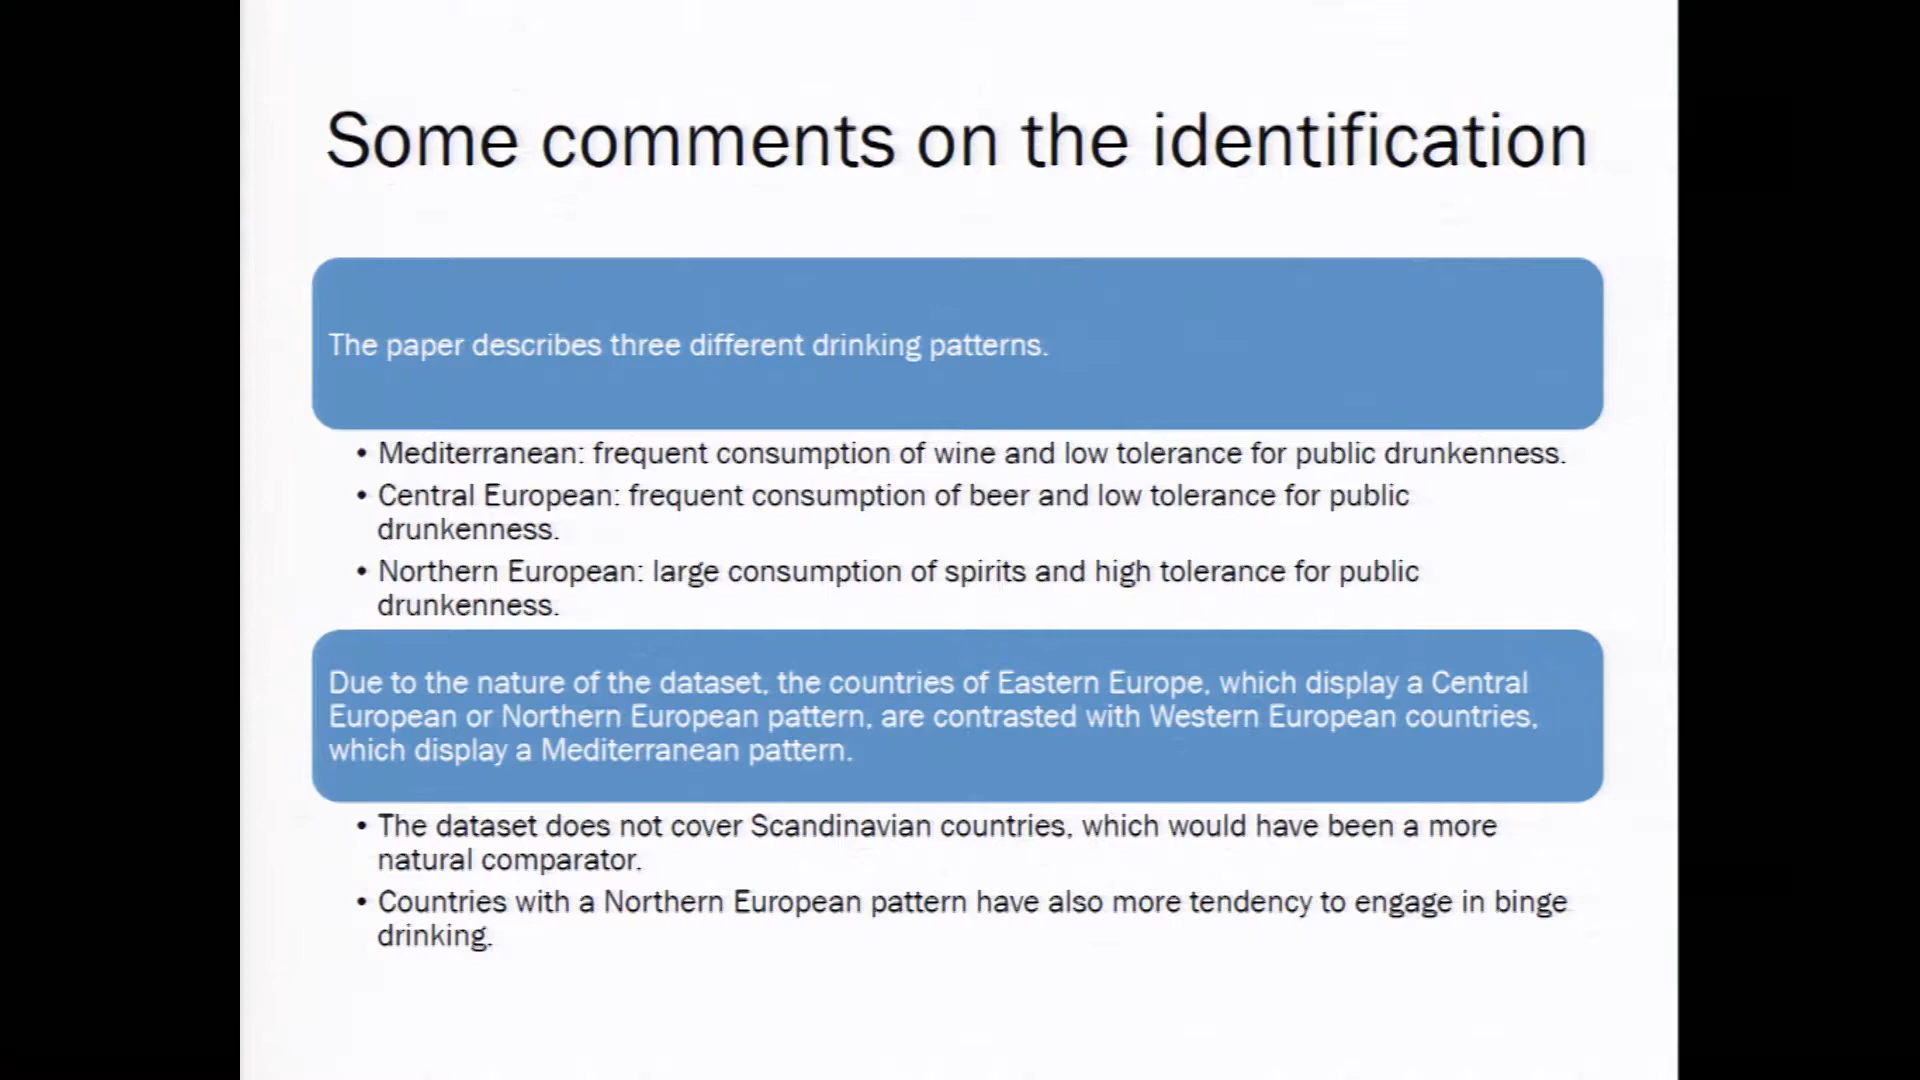 Some comments on the identification
The paper describes three different drinking patterns.
• Mediterranean: frequent consumption of wine and low tolerance for public drunkenness.
• Central European: frequent consumption of beer and low tolerance for public
drunkenness.
• Northern European: large consumption of spirits and high tolerance for public
drunkenness.
Due to the nature of the dataset, the countries of Eastern Europe, which display a Central
European or Northern European pattern, are contrasted with Western European countries,
which display a Mediterranean pattern.
• The dataset does not cover Scandinavian countries, which would have been a more
natural comparator.
• Countries with a Northern European pattern have also more tendency to engage in binge
drinking.